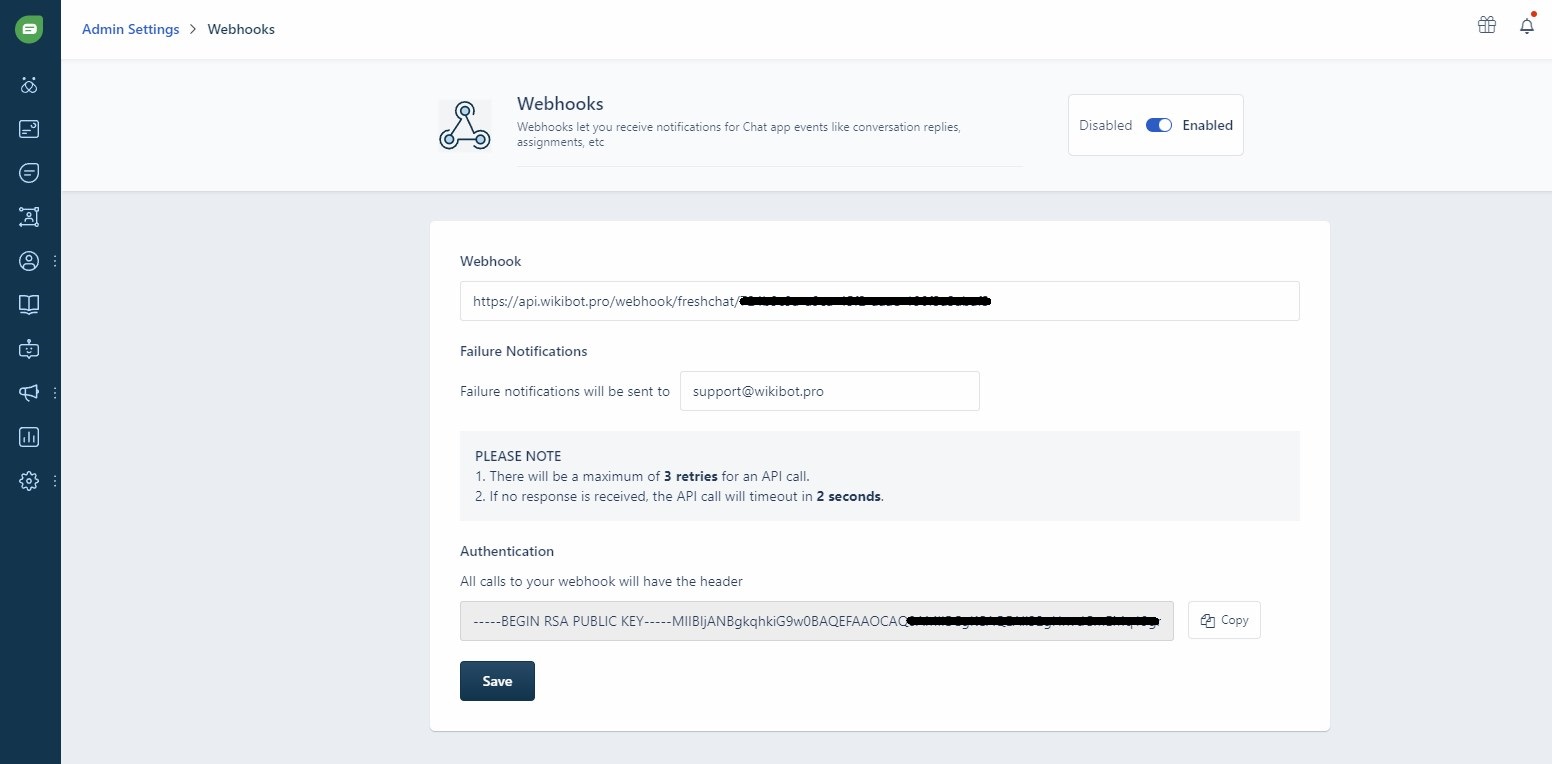 Admin Settings > Webhooks
Webhooks
Webhooks let you receive notifications for Chat app events like conversation replies,
assignments, etc
Disabled Enabled
Webhook
https://api.wikibot.pro/webhook/freshchat/
Failure Notifications
Failure notifications will be sent to support@wikibot.pro
PLEASE NOTE
1. There will be a maximum of 3 retries for an API call.
2. If no response is received, the API call will timeout in 2 seconds.
Authentication
All calls to your webhook will have the header
-----BEGIN RSA PUBLIC KEY-----MIIBIjANBgkqhkiG9w0BAQEFAAOCAQ Copy
Save